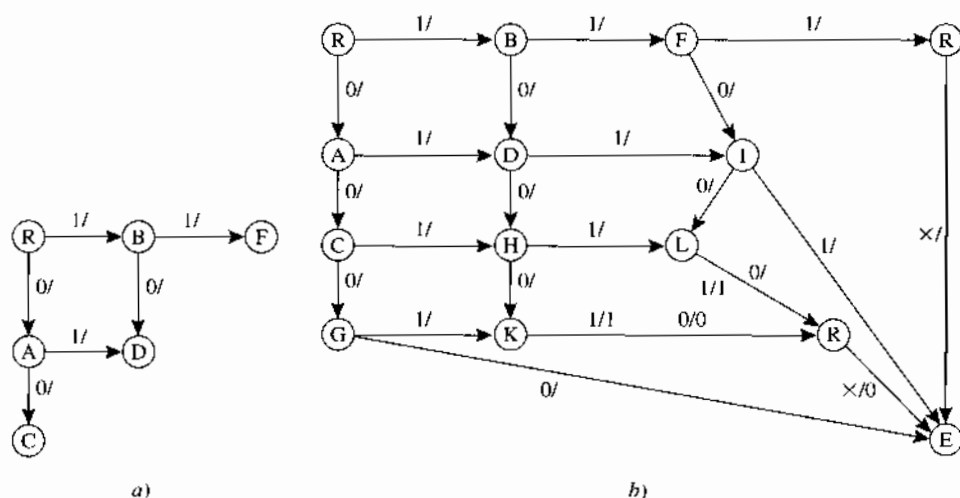 R 1/ B 1/ F 1/ R
0/ 0/ 0/
A 1/ D 1/ I
0/ 0/ 0/
R 1/ B 1/ F
C 1/ H 1/ L ×/ 1/
0/ 0/ 0/ 0/ 0/
1/1
G 1/ K 1/1 0/0 R
A 1/ D
0/ 0/ ×/0
C E
a) b)